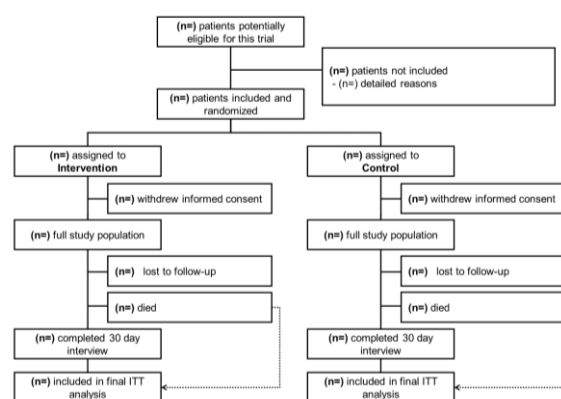 (n=) patients potentially
eligible for this trial
(n=) patients not included
- (n=) detailed reasons
(n=) patients included and
randomized
(n=) assigned to
Intervention
(n=) assigned to
Control
(n=) withdrew informed consent
(n=) withdrew informed consent
(n=) full study population
(n=) full study population
(n=) lost to follow-up
(n=) lost to follow-up
(n=) died
(n=) died
(n=) completed 30 day
interview
(n=) completed 30 day
interview
(n=) included in final ITT
analysis
(n=) included in final ITT
analysis